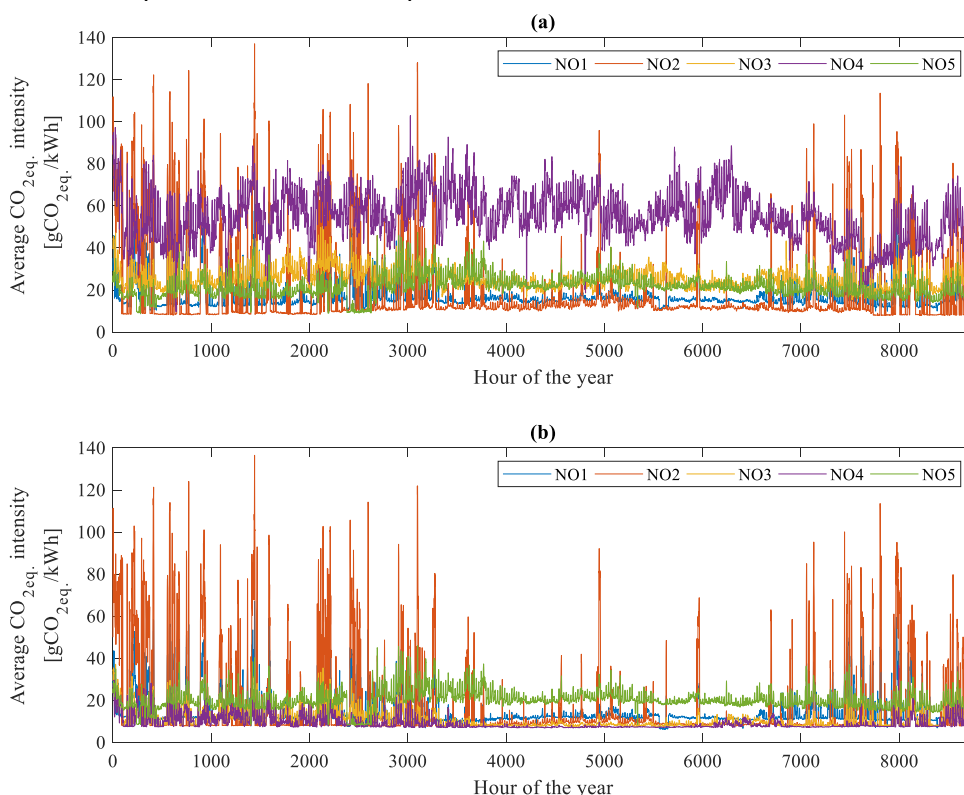 (a)
Average CO2eq. intensity
[gCO2eq./kWh]
140
120
100
80
60
40
20
0
NO1 NO2 NO3 NO4 NO5
0 1000 2000 3000 4000 5000 6000 7000 8000
Hour of the year
(b)
Average CO2eq. intensity
[gCO2eq./kWh]
140
120
100
80
60
40
20
0
NO1 NO2 NO3 NO4 NO5
0 1000 2000 3000 4000 5000 6000 7000 8000
Hour of the year